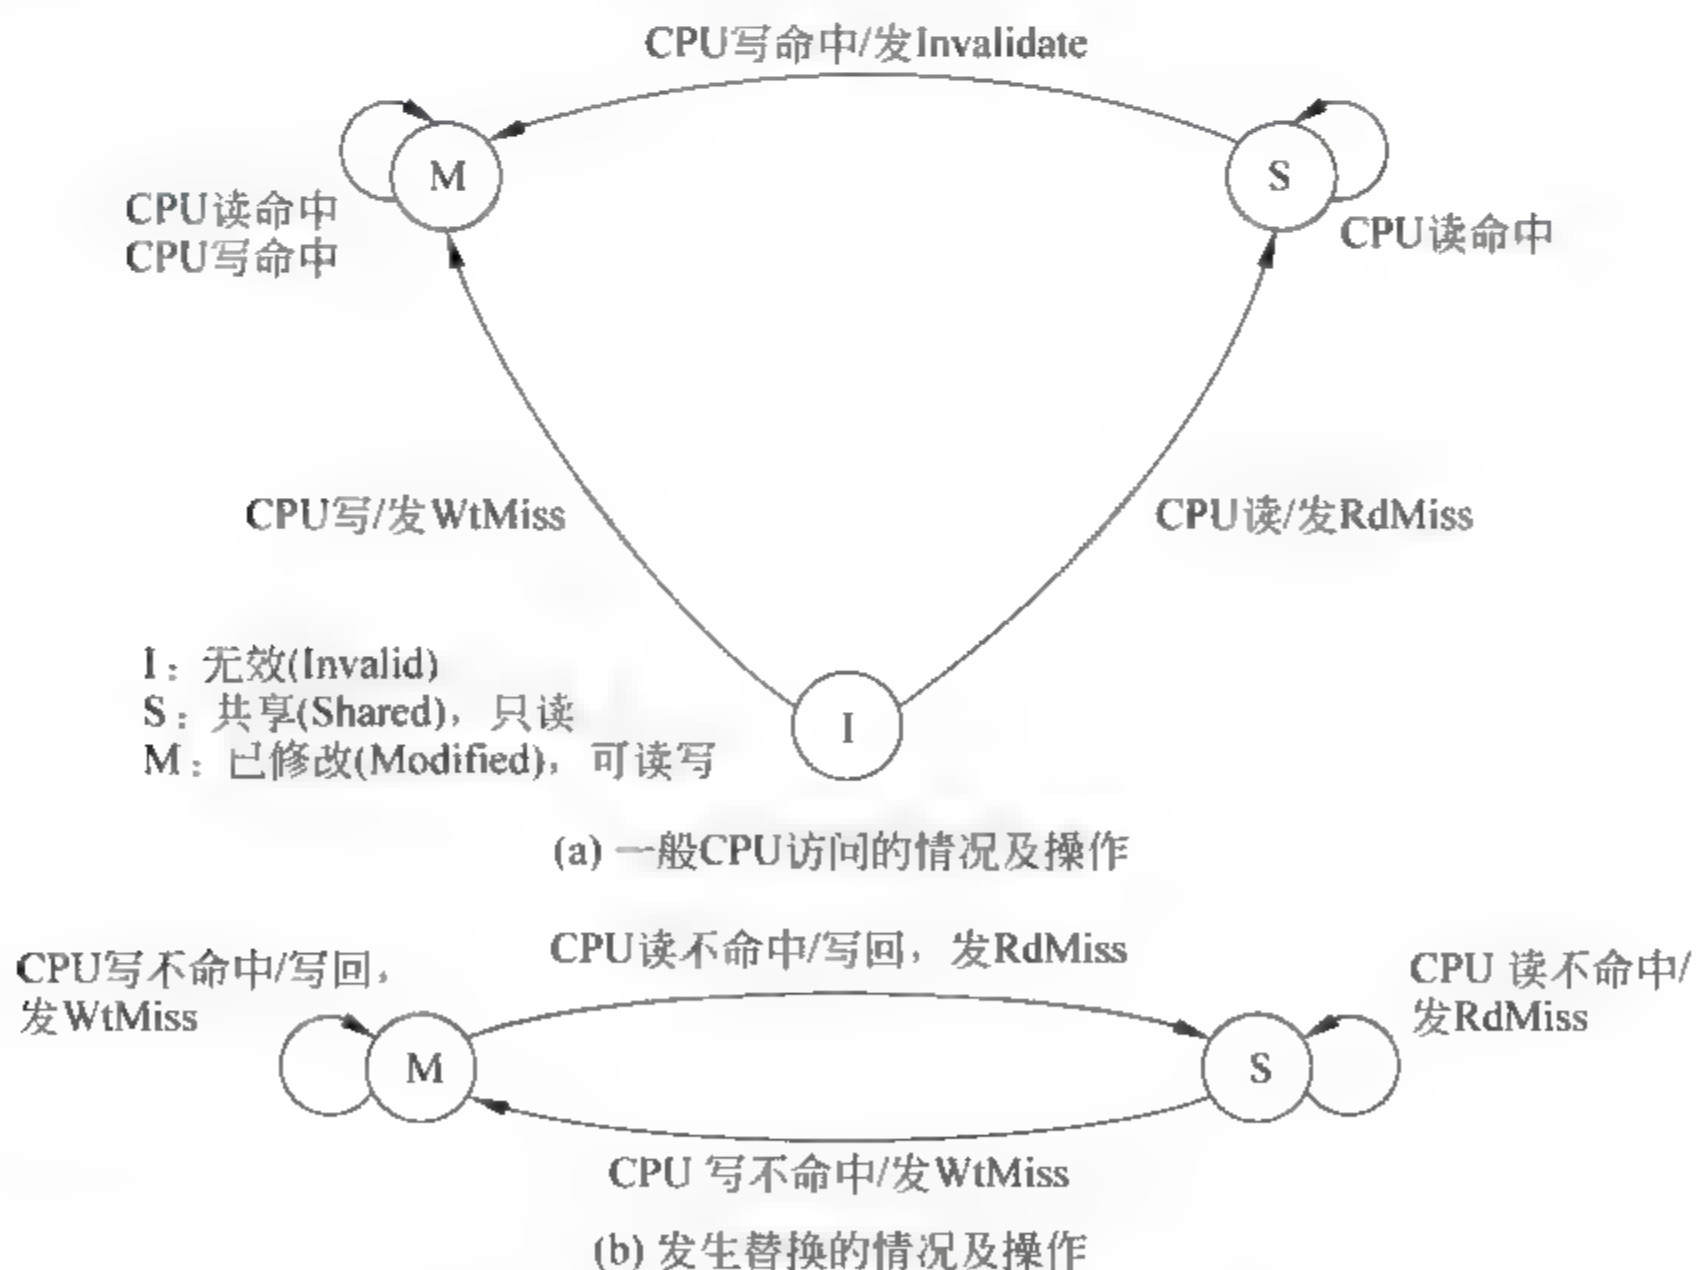 CPU写命中/发Invalidate
M
S
CPU读命中
CPU写命中
CPU读命中
CPU写/发WtMiss
CPU读/发RdMiss
I：无效(Invalid)
S：共享(Shared)，只读
M：已修改(Modified)，可读写
I
(a) 一般CPU访问的情况及操作
CPU写不命中/写回，
发WtMiss
CPU读不命中/写回，发RdMiss
CPU 读不命中/
发RdMiss
M
S
CPU 写不命中/发WtMiss
(b) 发生替换的情况及操作